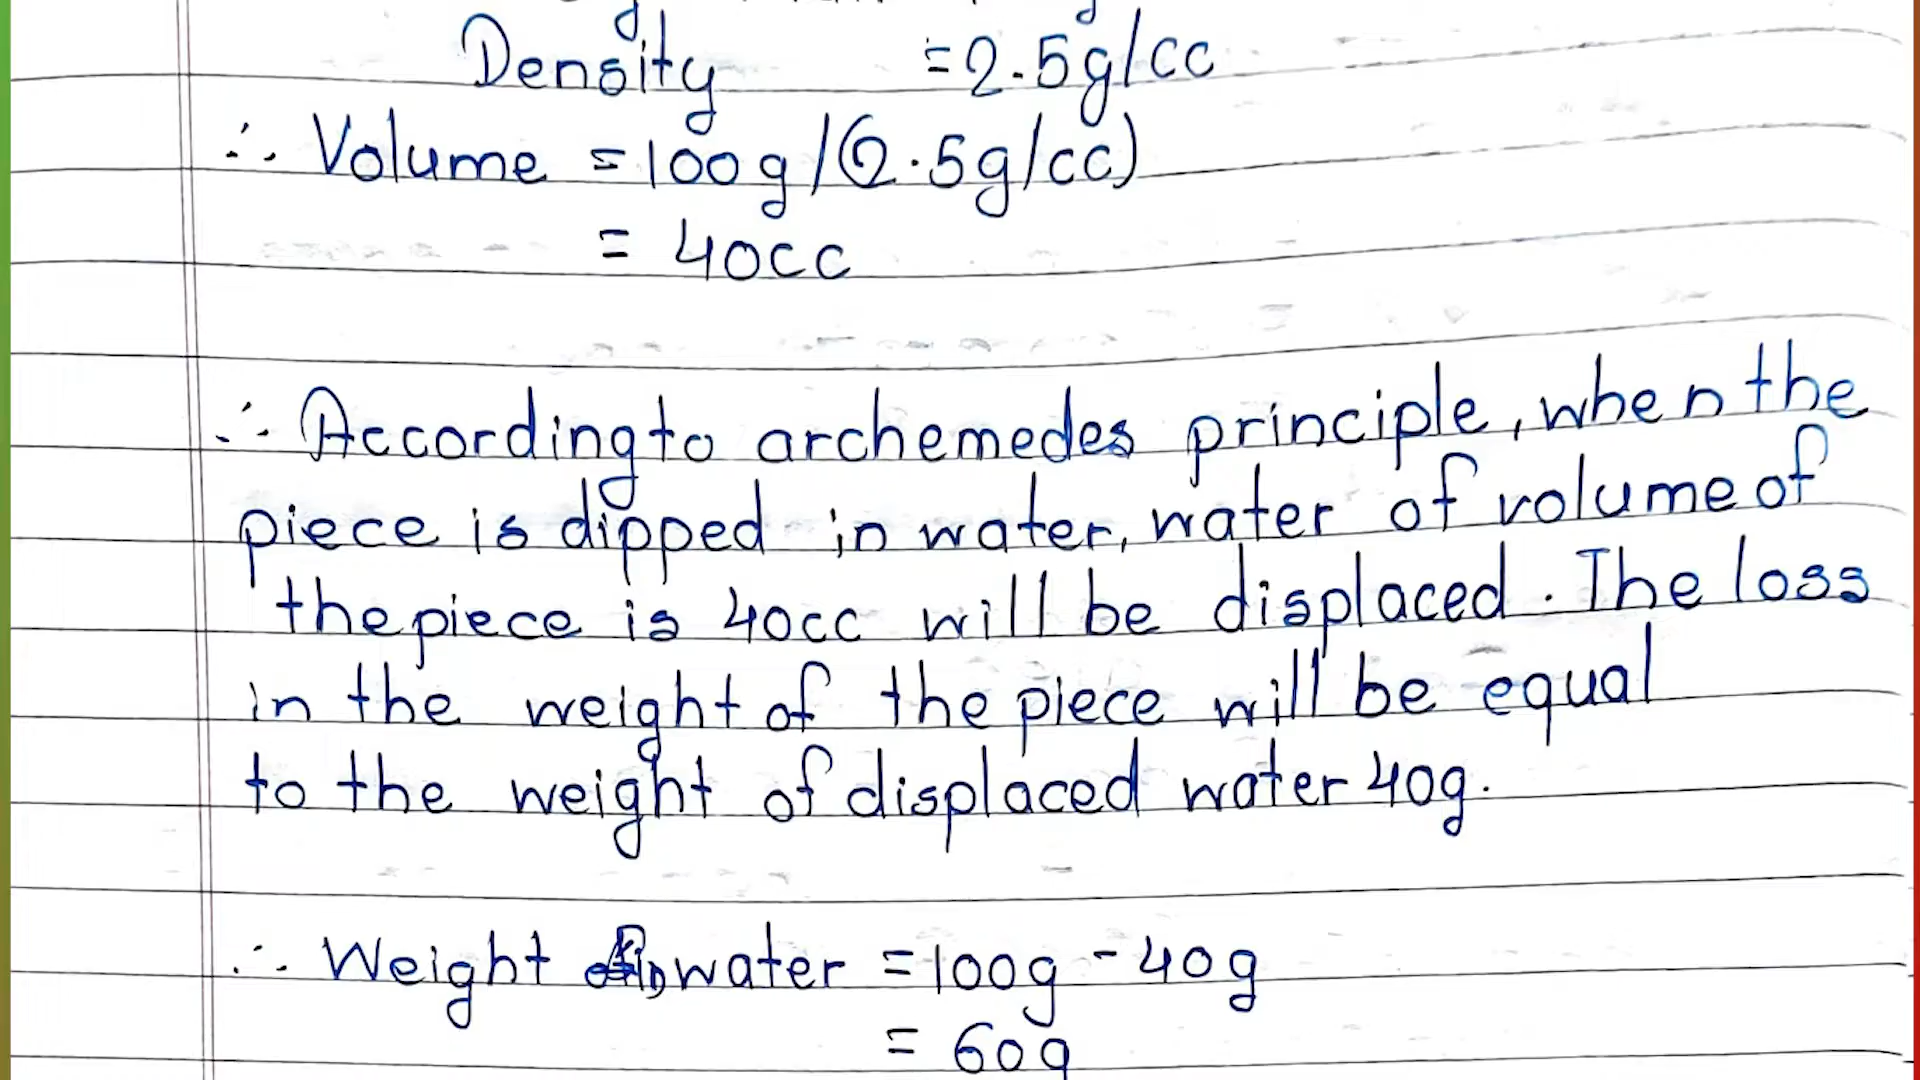 Density = 2.5g/cc
∴ Volume = 100g/(2.5g/cc)
= 40cc
∴ According to archemedes principle, when the
piece is dipped in water, water of volume of
the piece is 40cc will be displaced. The loss
in the weight of the piece will be equal
to the weight of displaced water 40g.
∴ Weight in water = 100g - 40g
= 60g